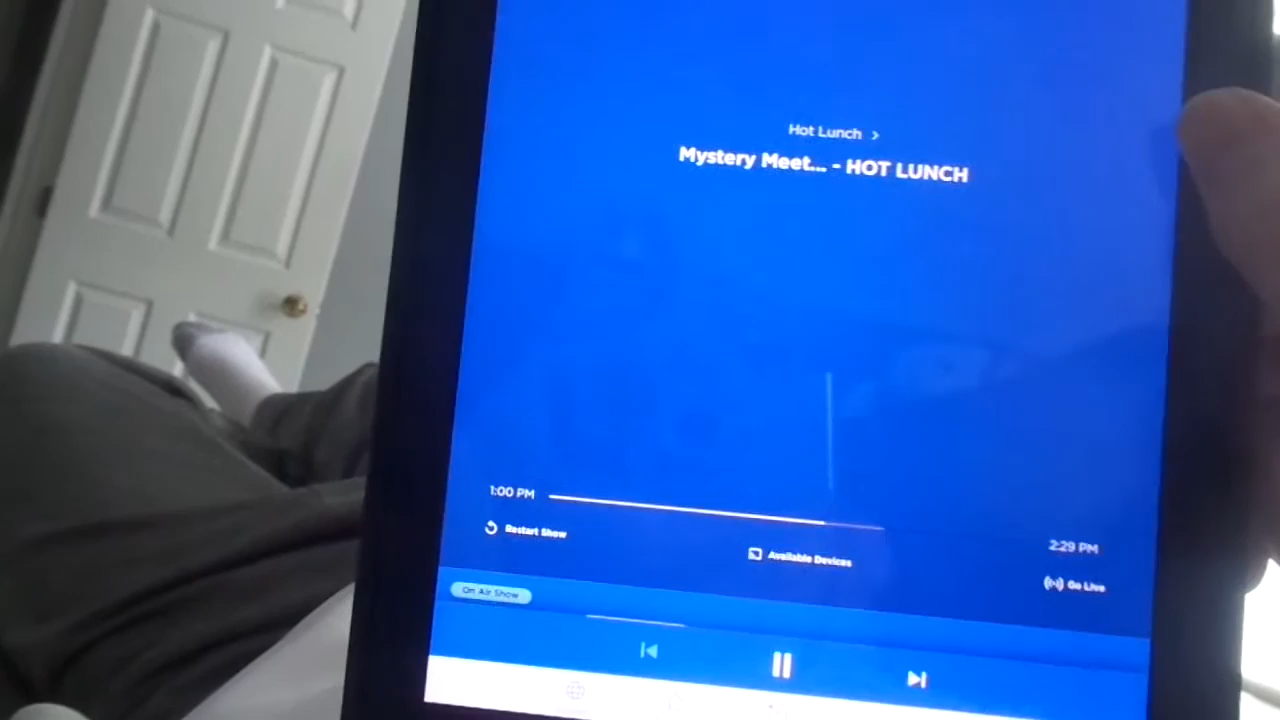 Hot Lunch >
Mystery Meet... - HOT LUNCH
1:00 PM
2:29 PM
Restart Show
Available Devices
Go Live
On Air Show